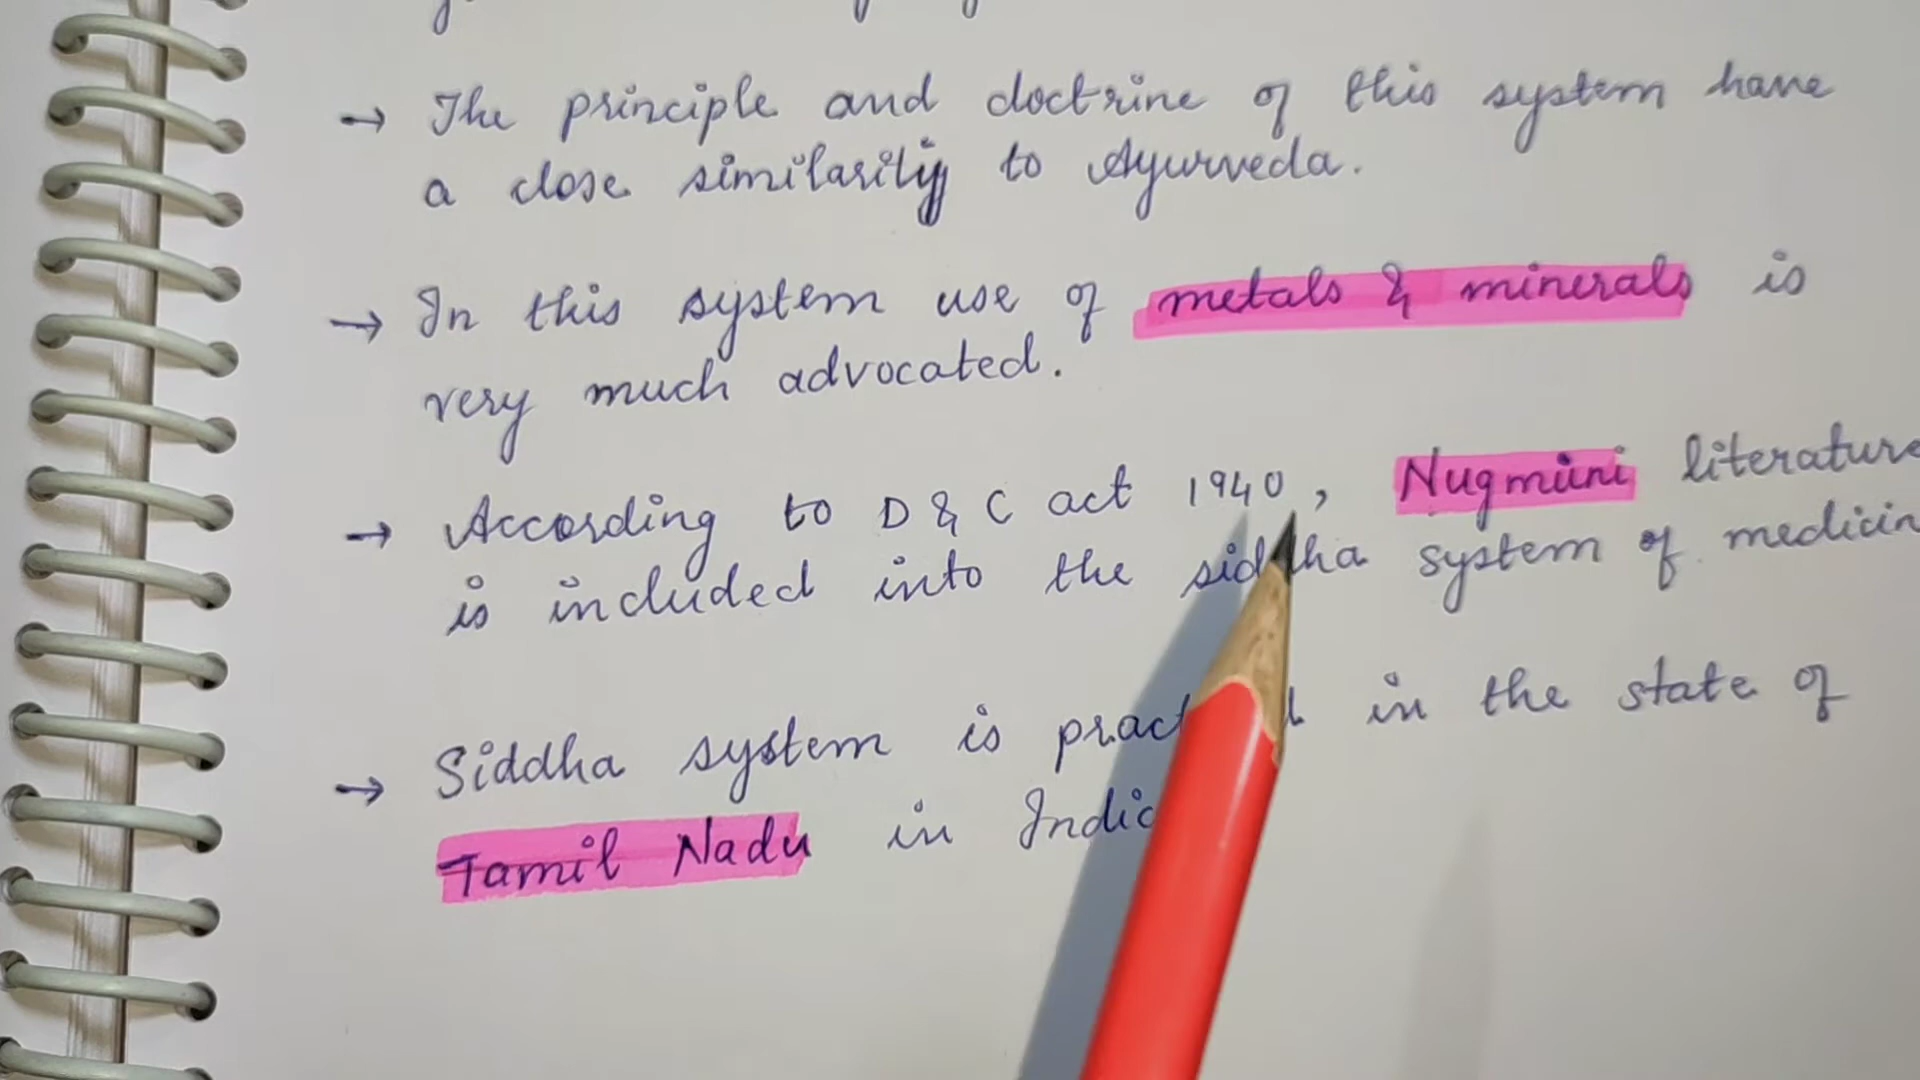 → The principle and doctrine of this system have
a close similarity to Ayurveda.
→ In this system use of metals & minerals is
very much advocated.
→ According to D & C act 1940, Nugmuni literature
is included into the siddha system of medicin
→ Siddha system is pract in the state of
Tamil Nadu in Indi